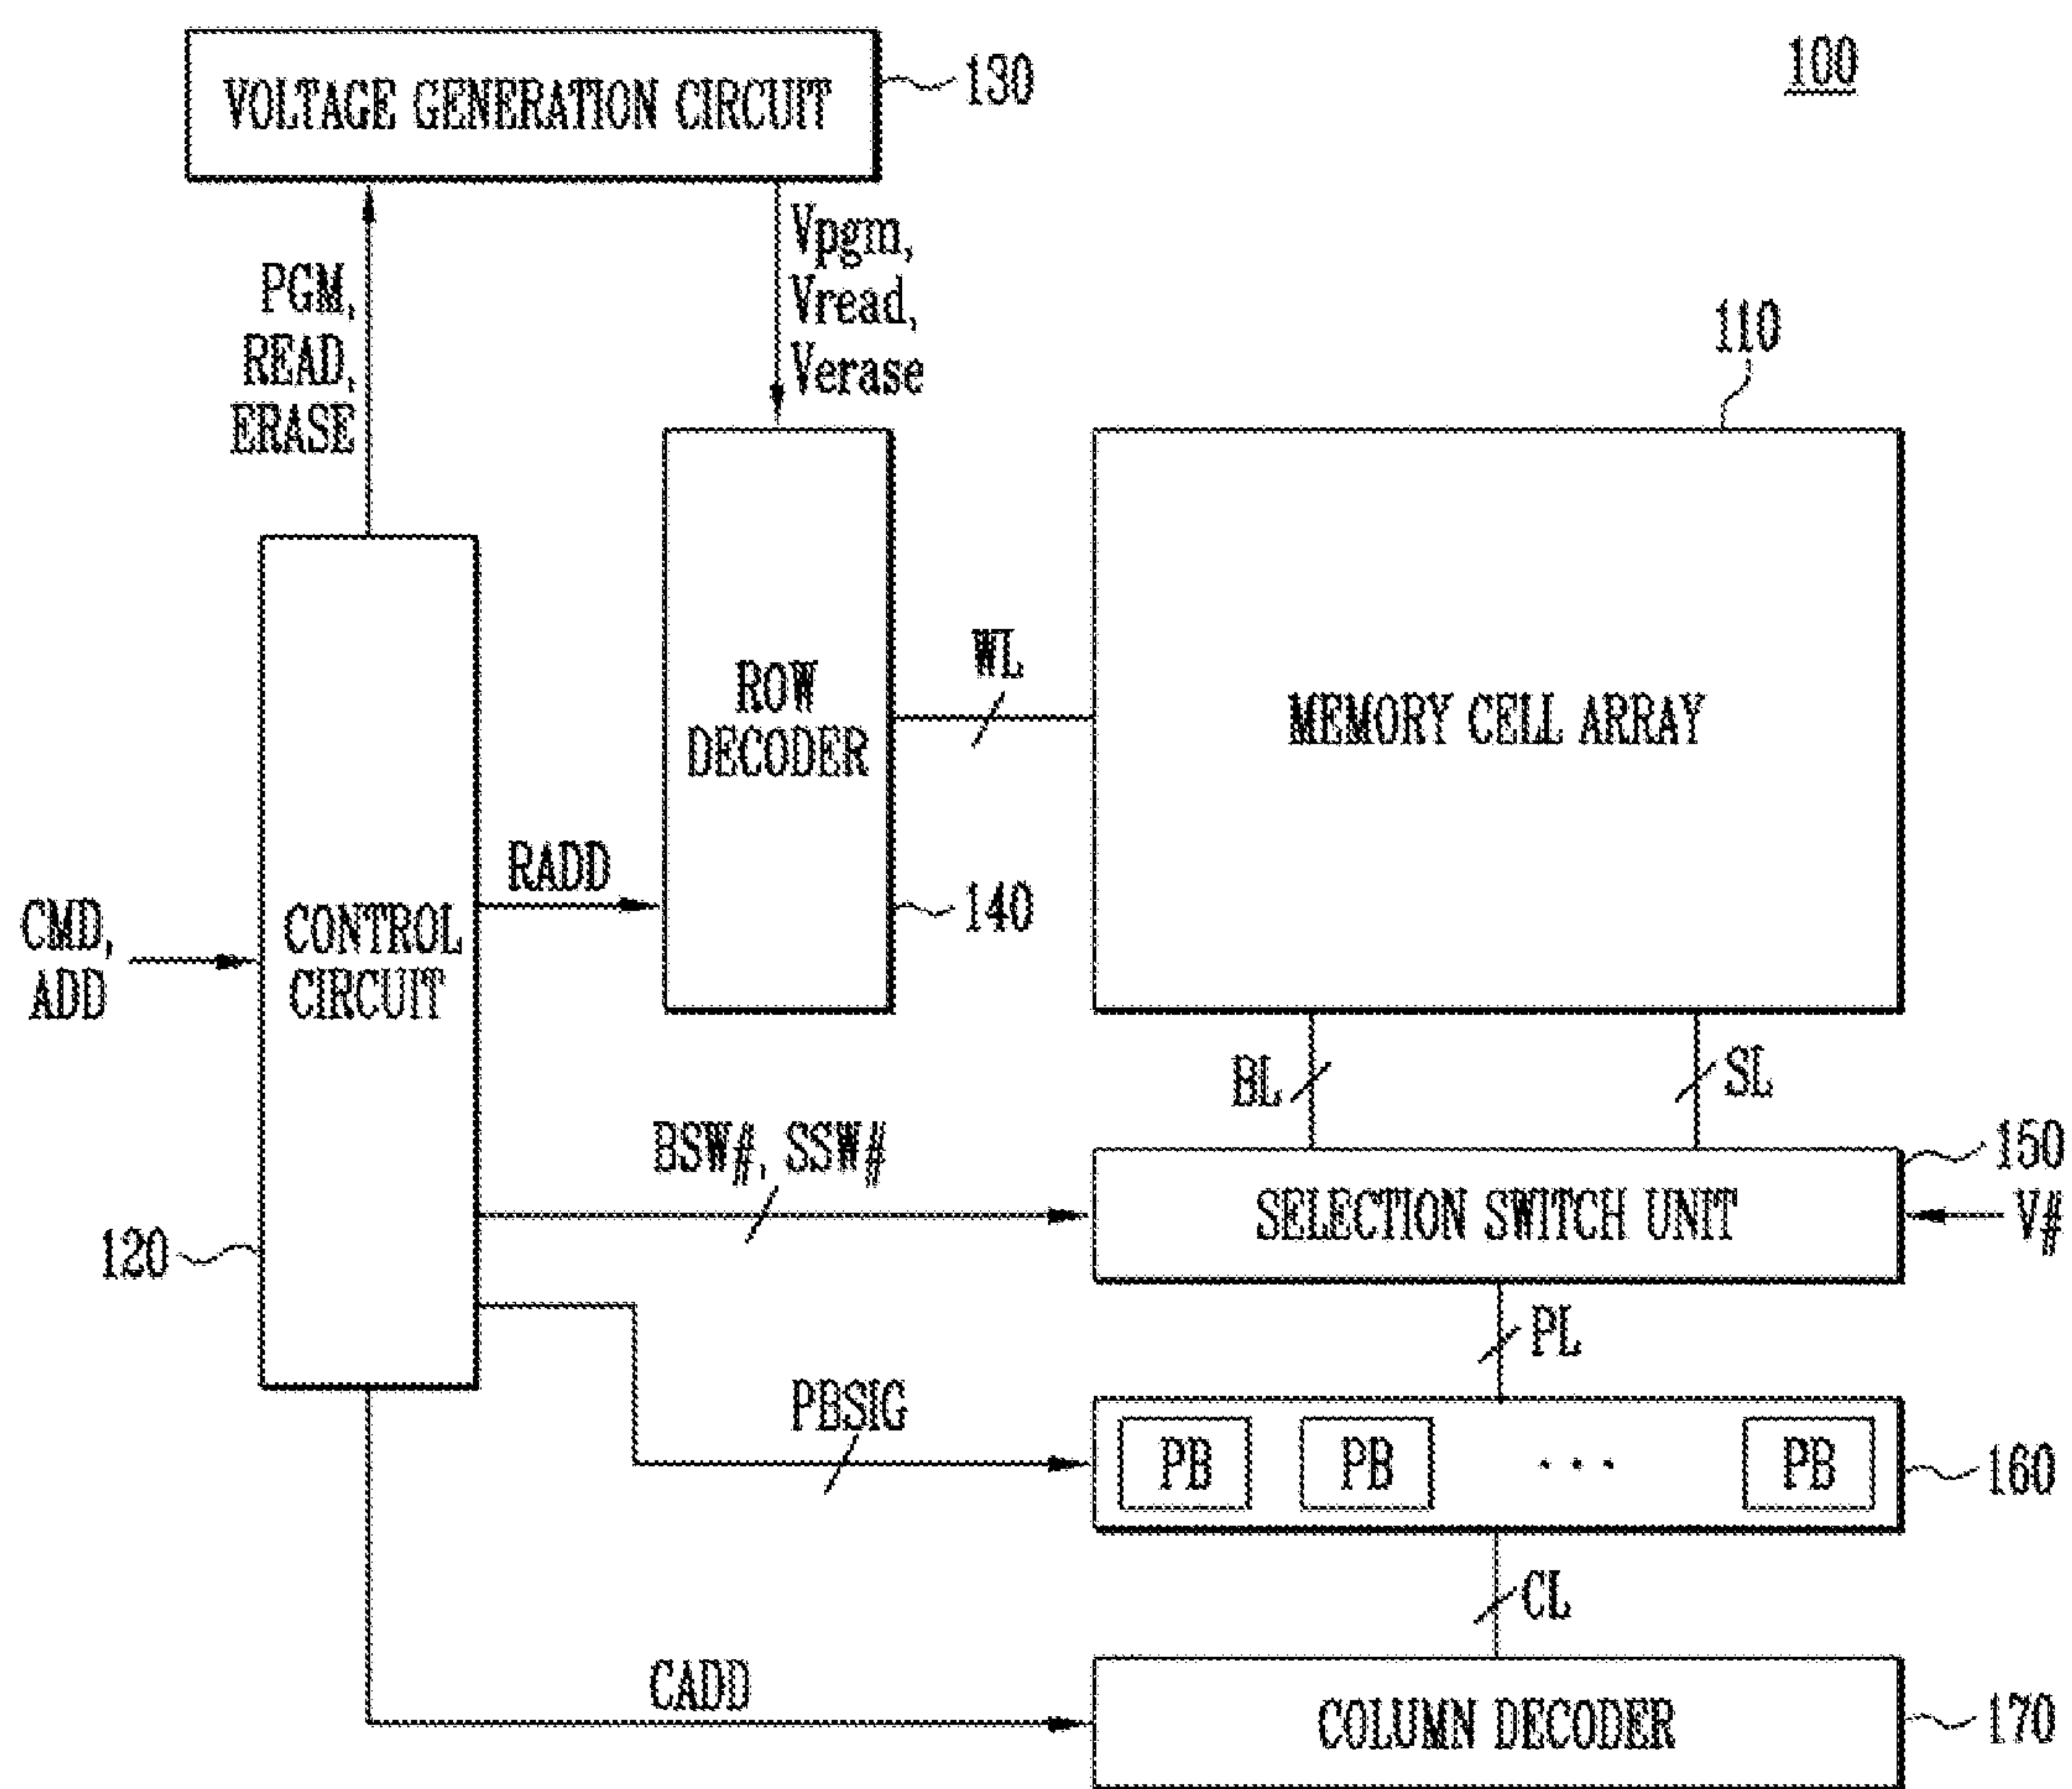 100
VOLTAGE GENERATION CIRCUIT
130
PGM,
READ,
ERASE
Vpgm,
Vread,
Verase
110
ROW
DECODER
WL
MEMORY CELL ARRAY
RADD
140
CMD,
ADD
CONTROL
CIRCUIT
BL
SL
BSW#, SSW#
150
SELECTION SWITCH UNIT
V#
120
PL
PBSIG
PB
PB
...
PB
160
CL
CADD
COLUMN DECODER
170